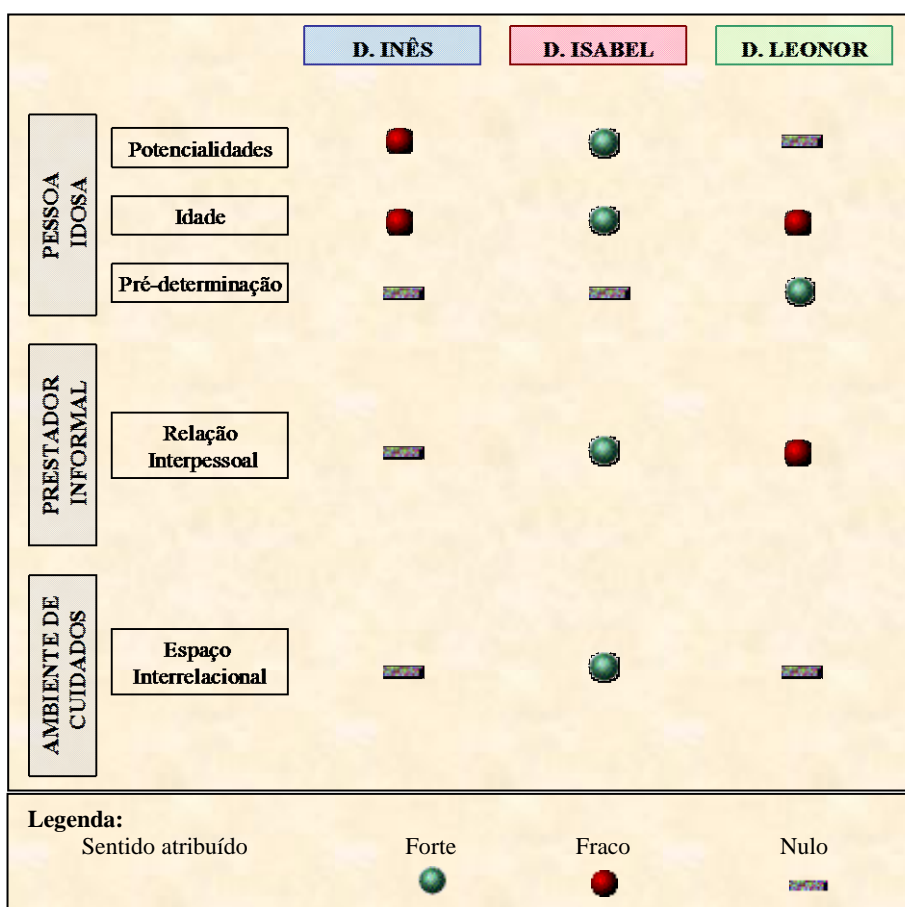 D. INÊS D. ISABEL D. LEONOR
PESSOA
IDOSA
Potencialidades
Idade
Pré-determinação
PRESTADOR
INFORMAL
Relação
Interpessoal
AMBIENTE DE
CUIDADOS
Espaço
Interrelacional
Legenda:
Sentido atribuído Forte Fraco Nulo